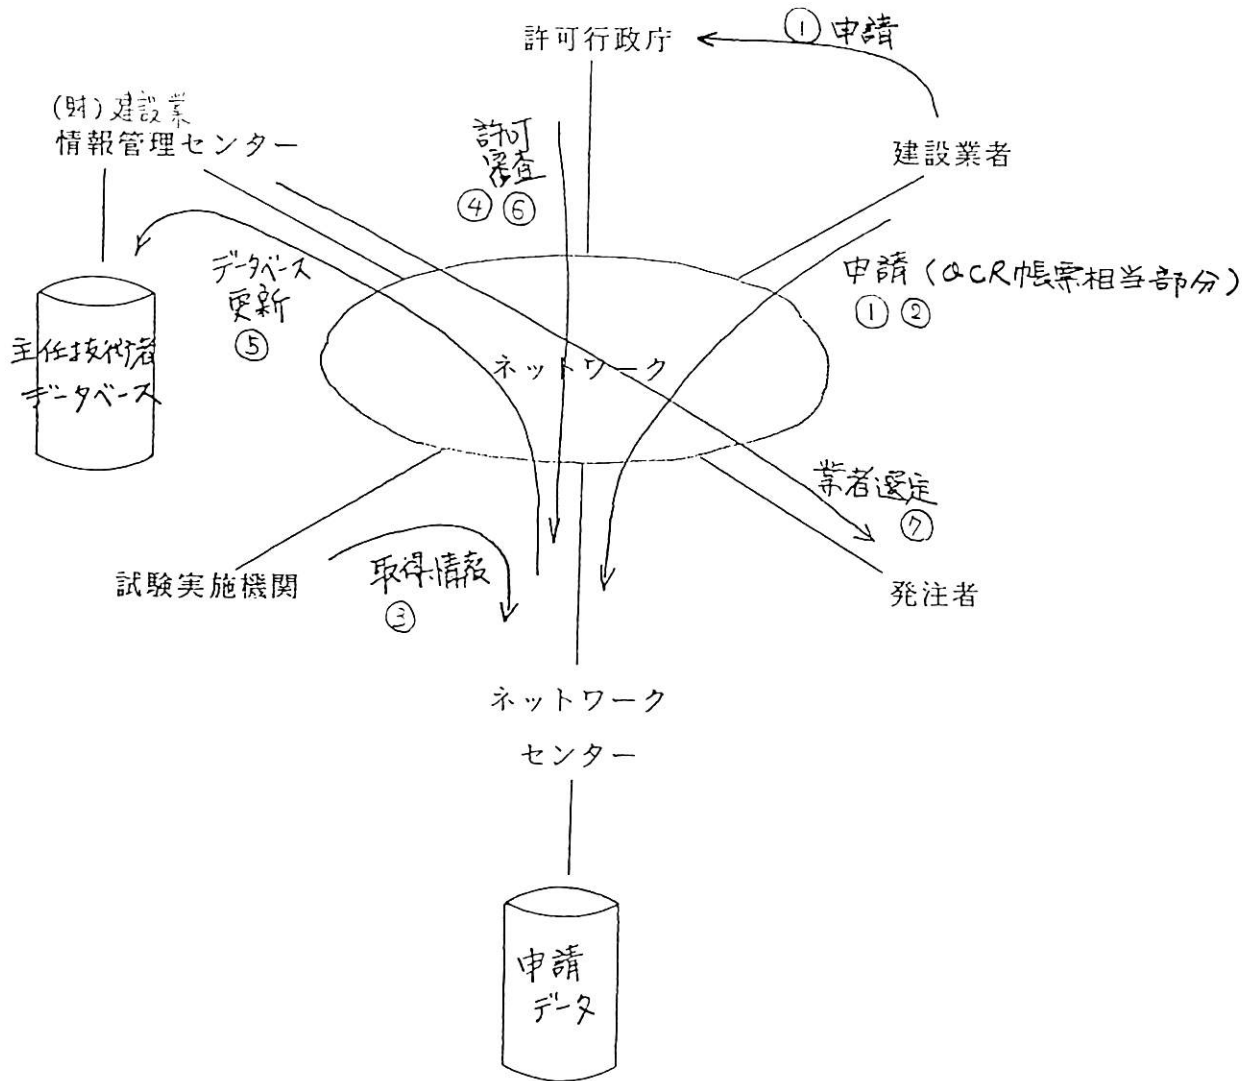 ① 申請
許可行政庁
(財)建設業
情報管理センター
許可
審査
④ ⑥
建設業者
データベース
更新
⑤
申請（OCR帳票相当部分）
① ②
主任技術者
データベース
ネットワーク
業者選定
⑦
試験実施機関
取得情報
③
発注者
ネットワーク
センター
申請
データ